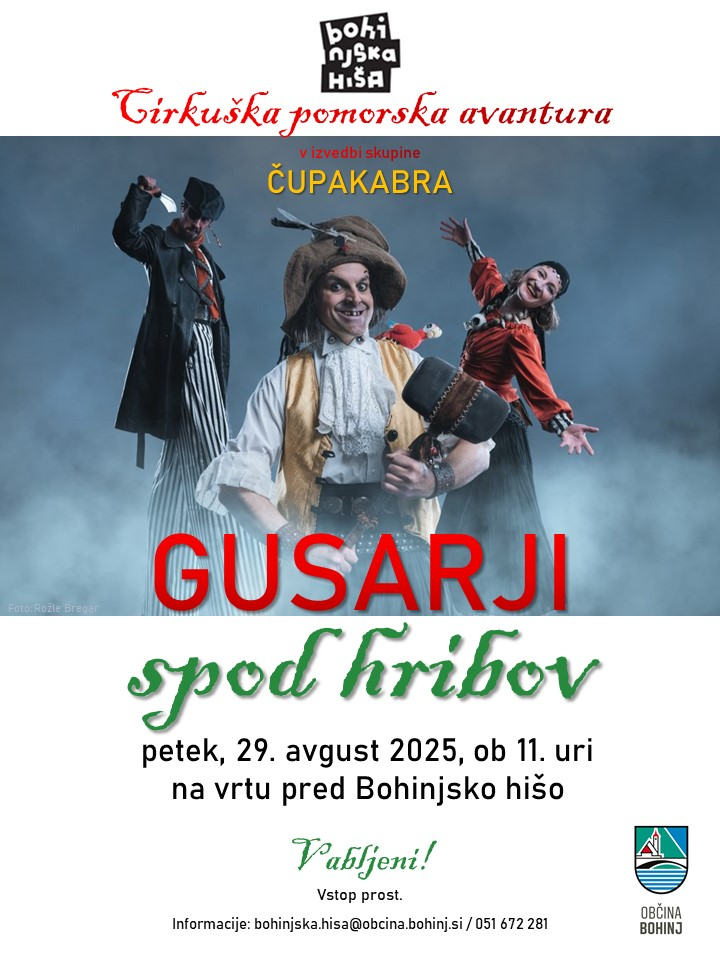 bohi
njska
hiša
Cirkuška pomorska avantura
v izvedbi skupine
ČUPAKABRA
GUSARJI
Foto: Rožle Bregar
spod hribov
petek, 29. avgust 2025, ob 11. uri
na vrtu pred Bohinjsko hišo
Vabljeni!
Vstop prost.
Informacije: bohinjska.hisa@obcina.bohinj.si / 051 672 281
OBČINA
BOHINJ